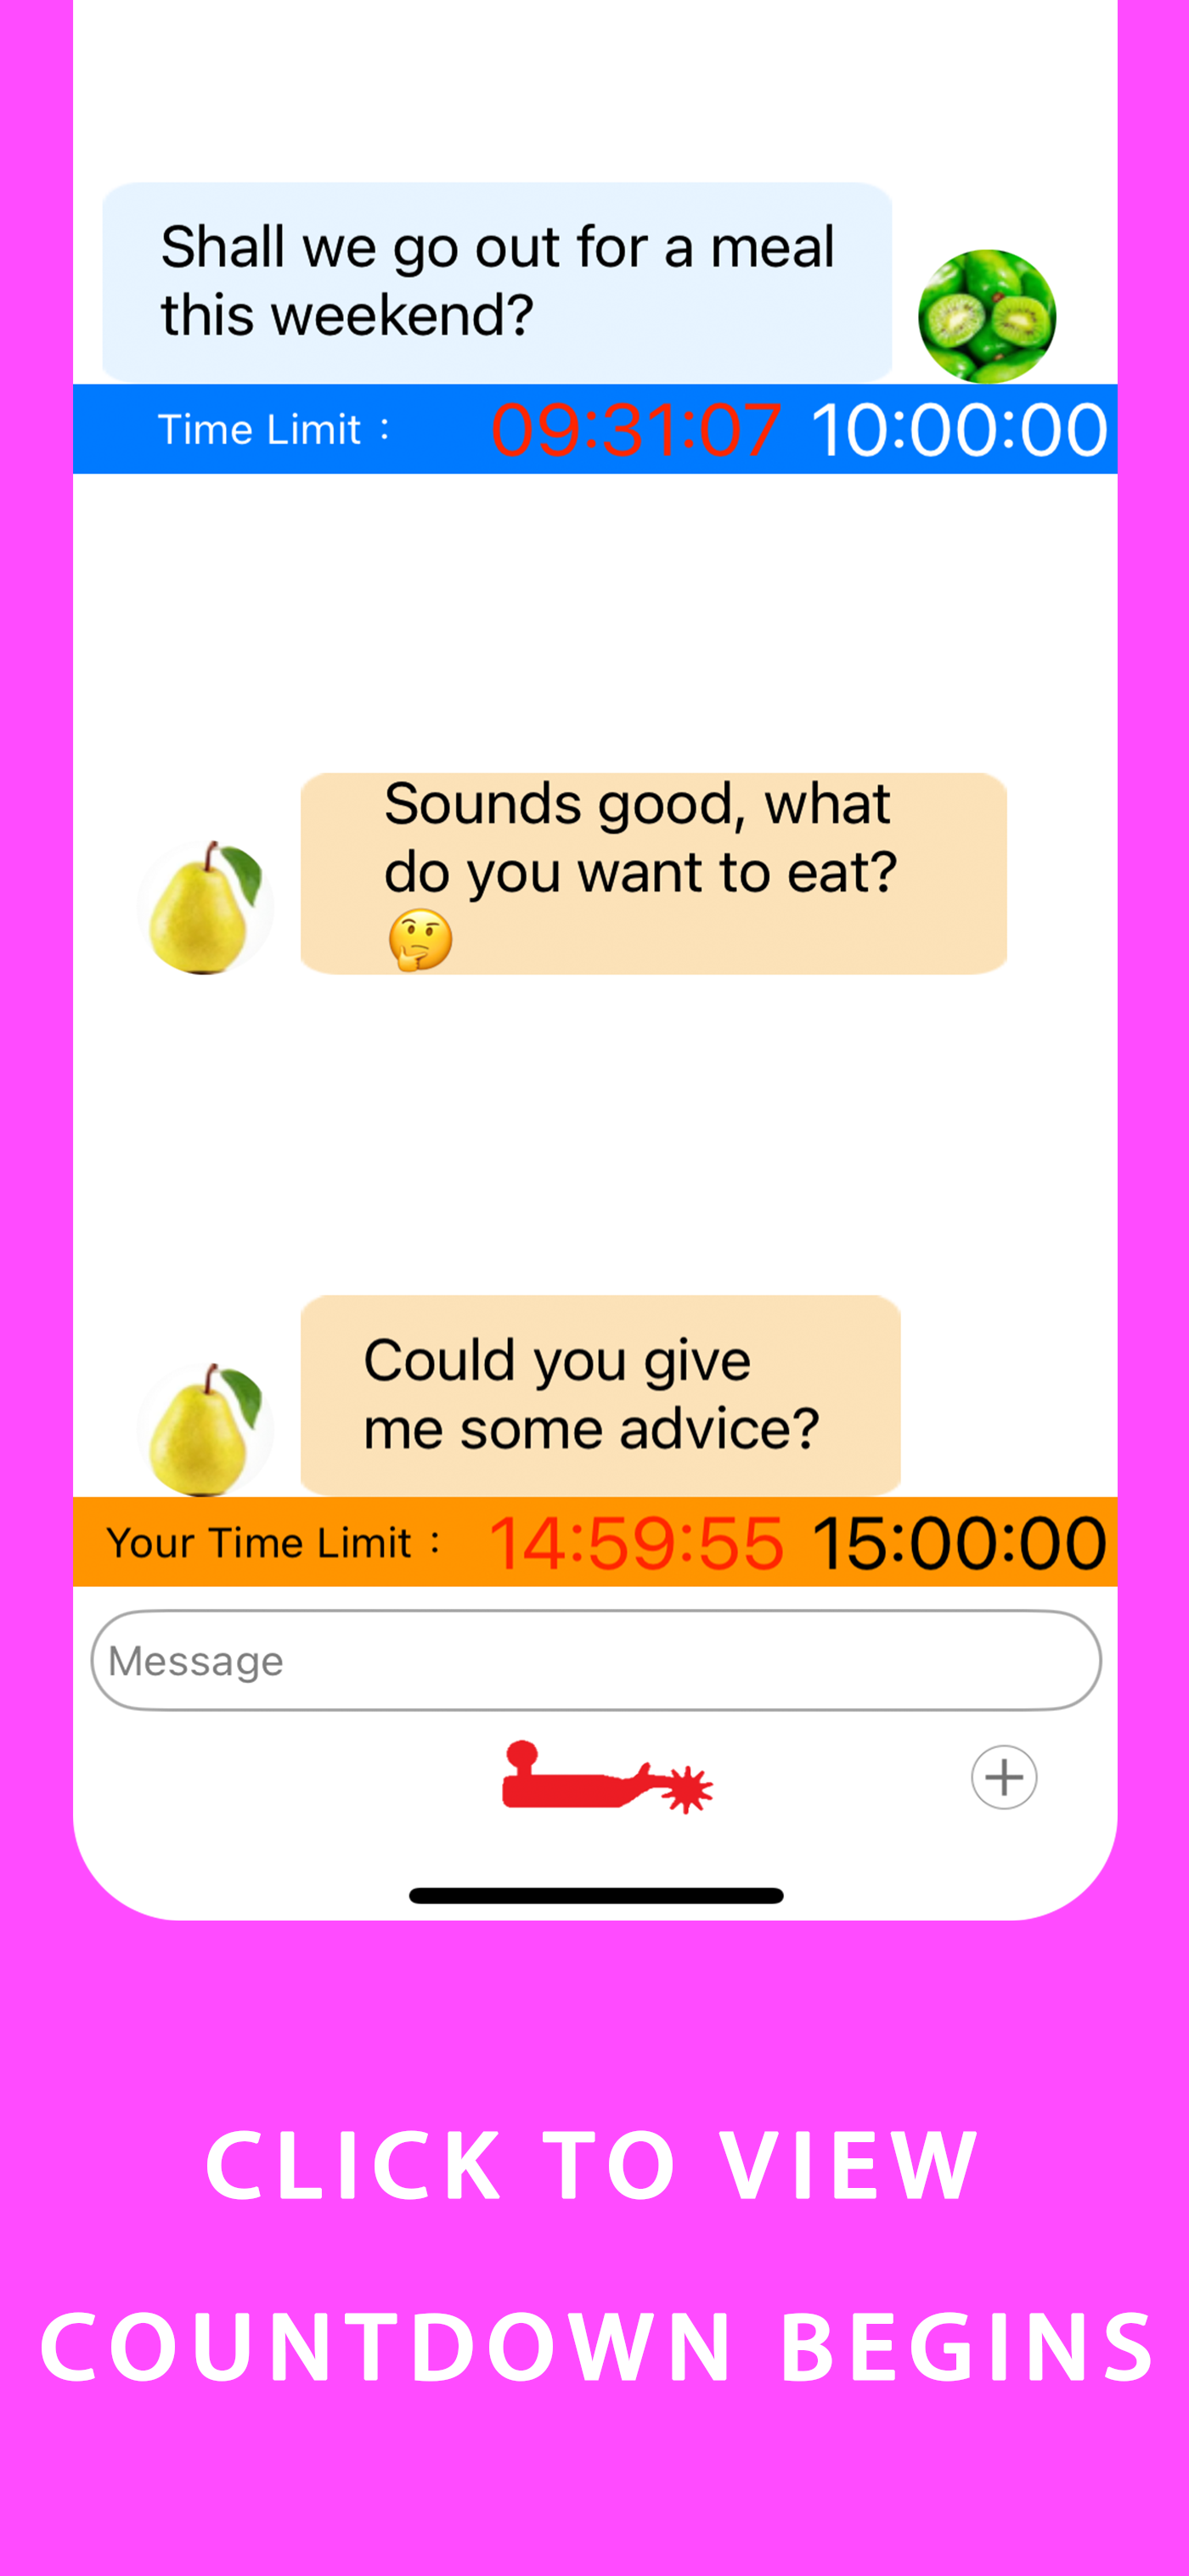 Shall we go out for a meal
this weekend?
Time Limit : 09:31:07 10:00:00
Sounds good, what
do you want to eat?
🤔
Could you give
me some advice?
Your Time Limit : 14:59:55 15:00:00
Message
CLICK TO VIEW
COUNTDOWN BEGINS